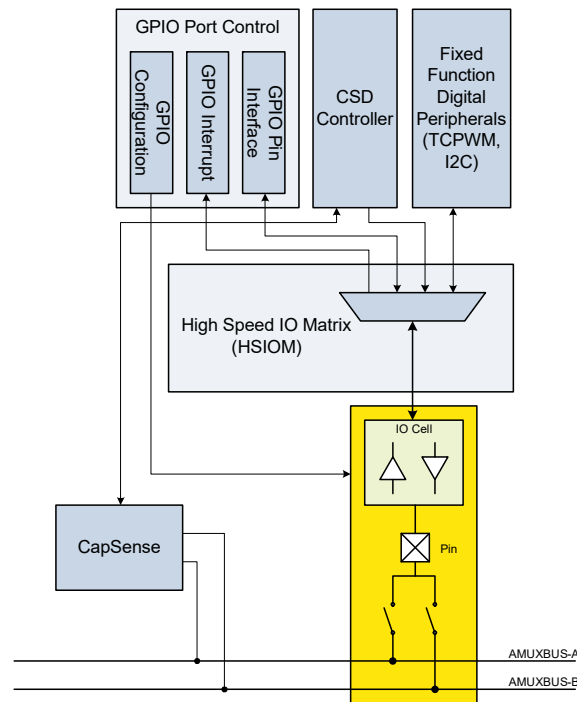 GPIO Port Control
GPIO
Configuration
GPIO Interrupt
GPIO Pin
Interface
CSD
Controller
Fixed
Function
Digital
Peripherals
(TCPWM,
I2C)
High Speed IO Matrix
(HSIOM)
IO Cell
CapSense
Pin
AMUXBUS-A
AMUXBUS-B